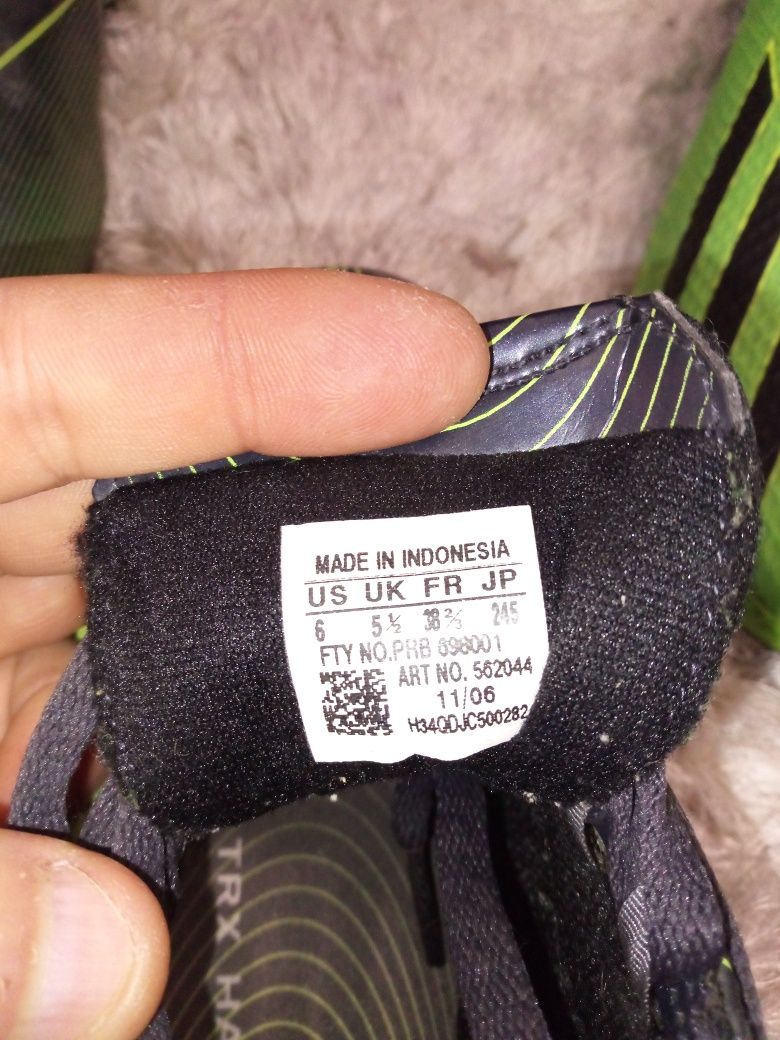 MADE IN INDONESIA
US UK FR JP
6 5½ 38⅔ 245
FTY NO.PRB 698001
ART NO. 562044
11/06
H34QDJC500282
TRX HA